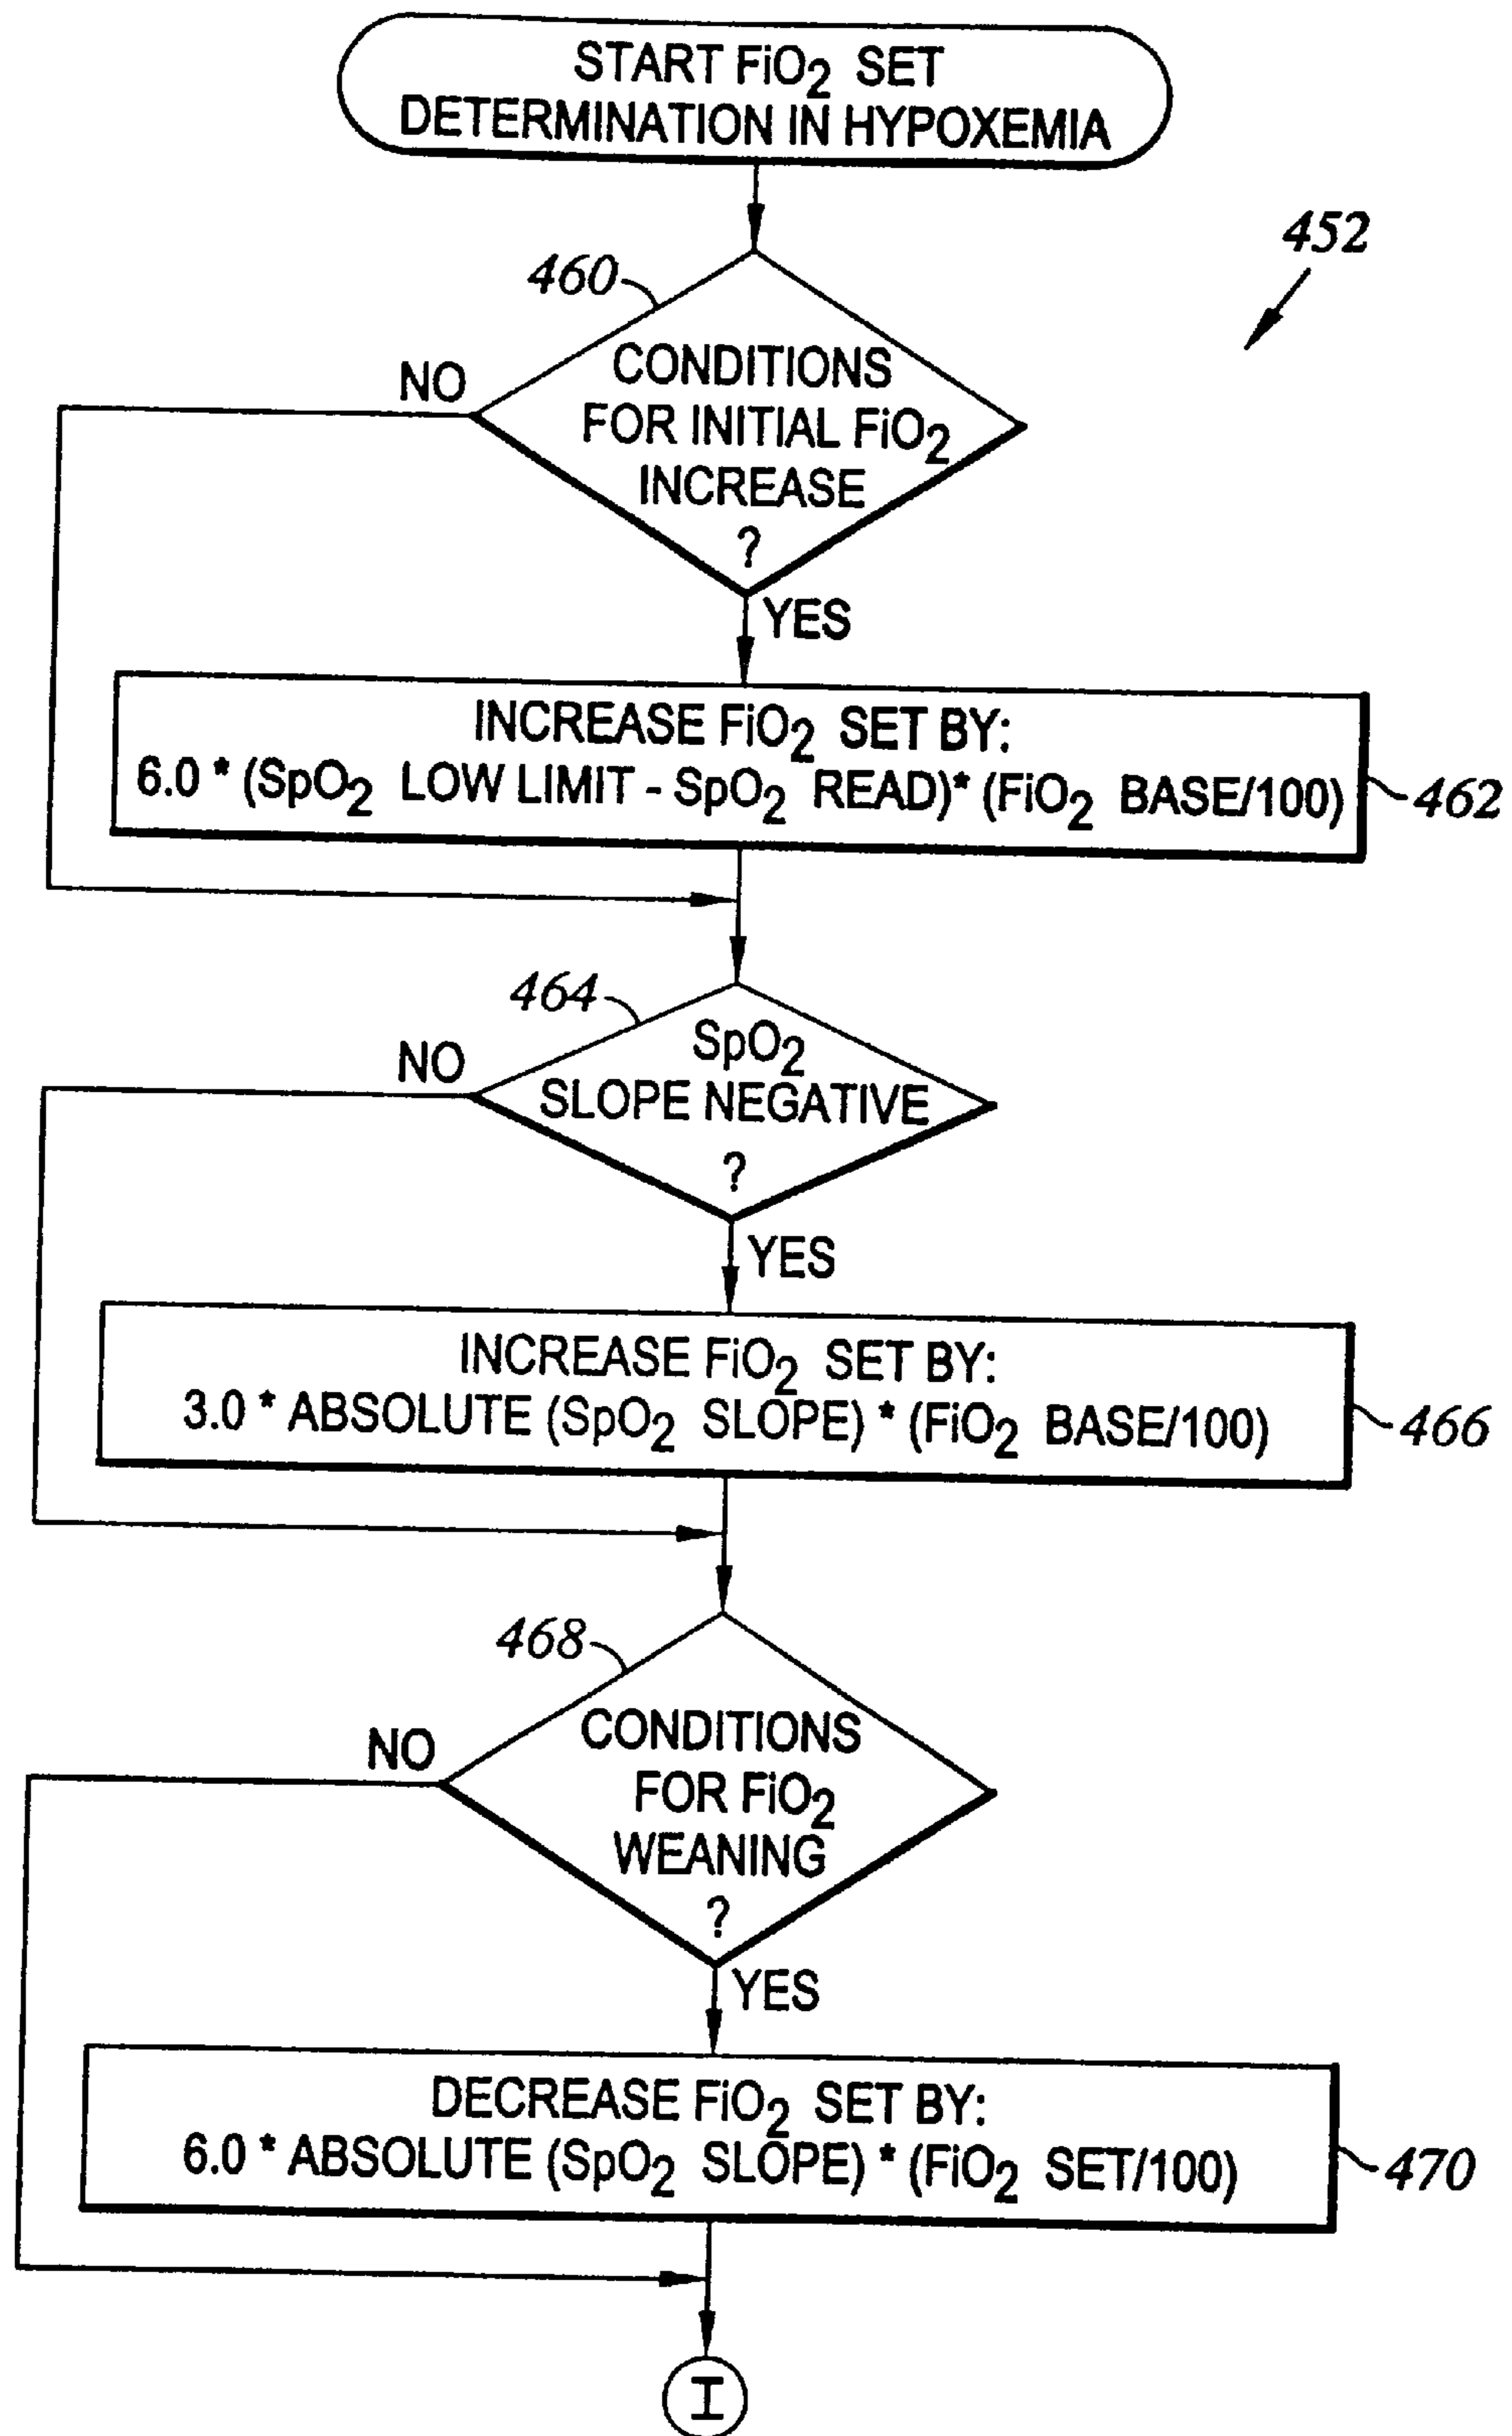 START FiO2 SET
DETERMINATION IN HYPOXEMIA
452
460
CONDITIONS
FOR INITIAL FiO2
INCREASE
?
NO
YES
INCREASE FiO2 SET BY:
6.0 * (SpO2 LOW LIMIT - SpO2 READ)* (FiO2 BASE/100)
462
464
SpO2
SLOPE NEGATIVE
?
NO
YES
INCREASE FiO2 SET BY:
3.0 * ABSOLUTE (SpO2 SLOPE) * (FiO2 BASE/100)
466
468
CONDITIONS
FOR FiO2
WEANING
?
NO
YES
DECREASE FiO2 SET BY:
6.0 * ABSOLUTE (SpO2 SLOPE) * (FiO2 SET/100)
470
I